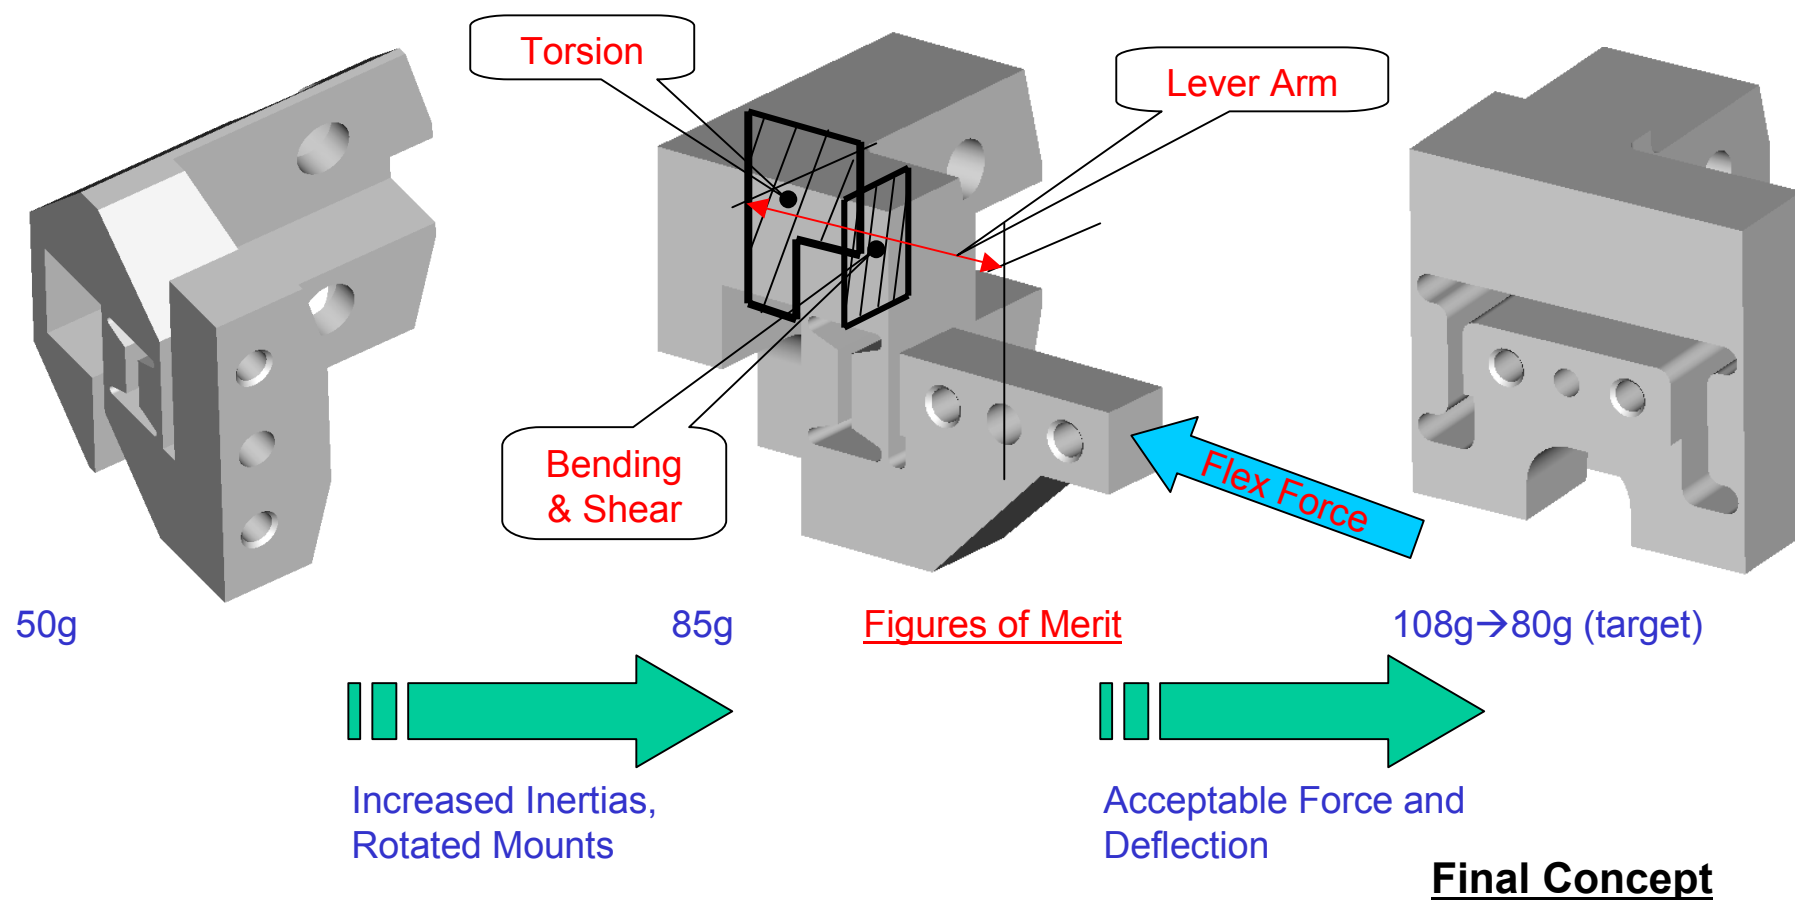 Torsion
Lever Arm
Bending
& Shear
Flex Force
50g
85g
Figures of Merit
108g→80g (target)
Increased Inertias,
Rotated Mounts
Acceptable Force and
Deflection
Final Concept